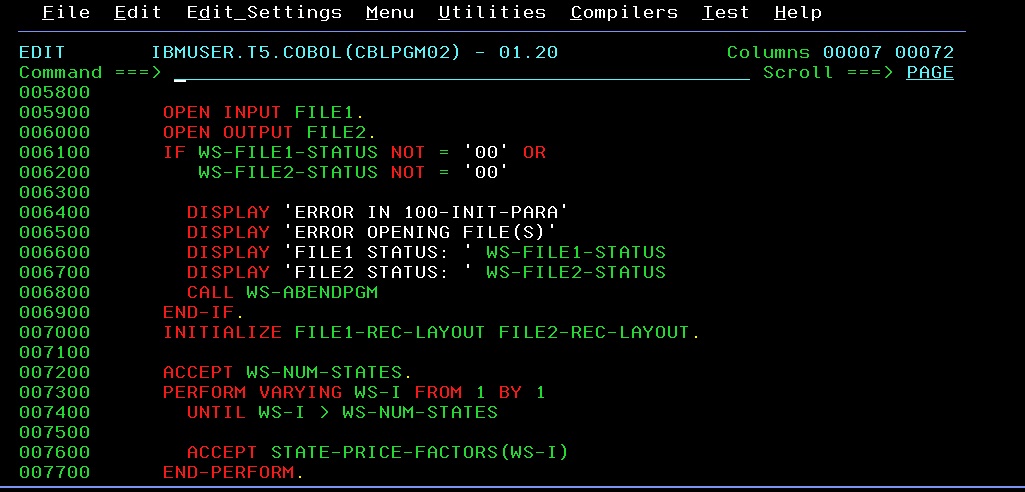 File Edit Edit_Settings Menu Utilities Compilers Test Help
EDIT IBMUSER.T5.COBOL(CBLPGM02) - 01.20 Columns 00007 00072
Command ===> Scroll ===> PAGE
005800
005900 OPEN INPUT FILE1.
006000 OPEN OUTPUT FILE2.
006100 IF WS-FILE1-STATUS NOT = '00' OR
006200 WS-FILE2-STATUS NOT = '00'
006300
006400 DISPLAY 'ERROR IN 100-INIT-PARA'
006500 DISPLAY 'ERROR OPENING FILE(S)'
006600 DISPLAY 'FILE1 STATUS: ' WS-FILE1-STATUS
006700 DISPLAY 'FILE2 STATUS: ' WS-FILE2-STATUS
006800 CALL WS-ABENDPGM
006900 END-IF.
007000 INITIALIZE FILE1-REC-LAYOUT FILE2-REC-LAYOUT.
007100
007200 ACCEPT WS-NUM-STATES.
007300 PERFORM VARYING WS-I FROM 1 BY 1
007400 UNTIL WS-I > WS-NUM-STATES
007500
007600 ACCEPT STATE-PRICE-FACTORS(WS-I)
007700 END-PERFORM.